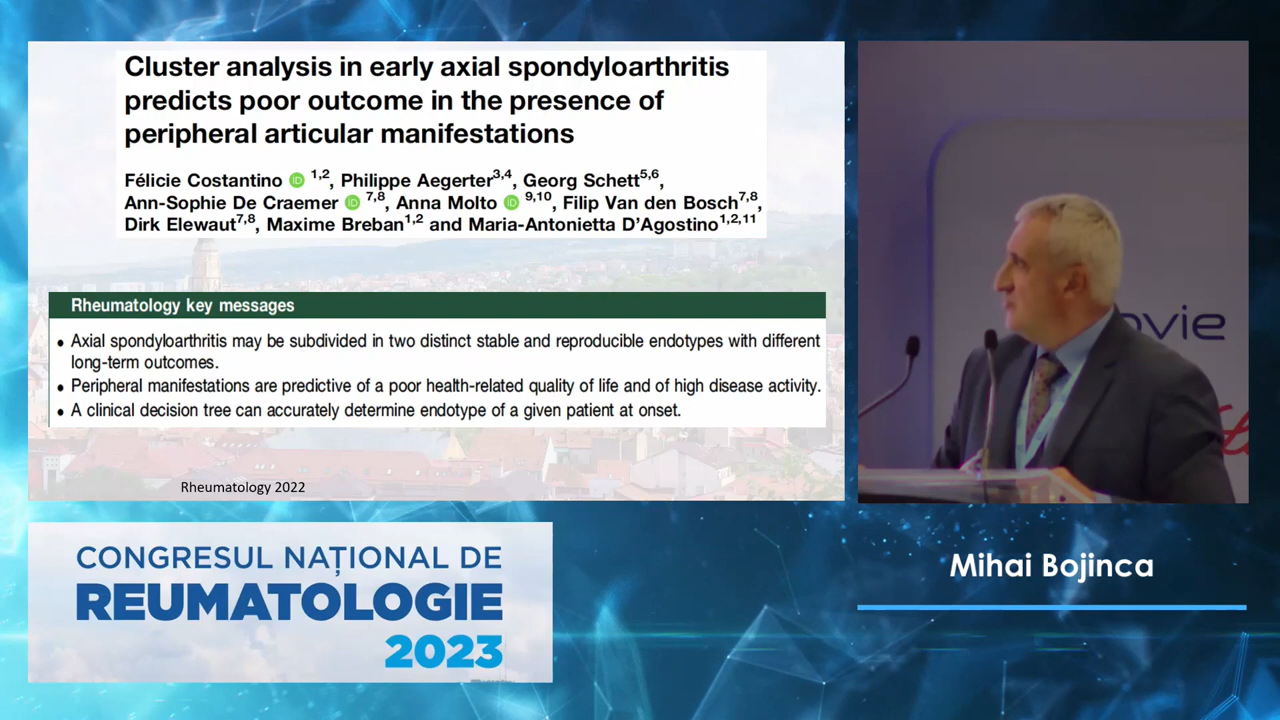 Cluster analysis in early axial spondyloarthritis
predicts poor outcome in the presence of
peripheral articular manifestations
Félicie Costantino iD 1,2, Philippe Aegerter3,4, Georg Schett5,6,
Ann-Sophie De Craemer iD 7,8, Anna Molto iD 9,10, Filip Van den Bosch7,8,
Dirk Elewaut7,8, Maxime Breban1,2 and Maria-Antonietta D'Agostino1,2,11
Rheumatology key messages
• Axial spondyloarthritis may be subdivided in two distinct stable and reproducible endotypes with different
long-term outcomes.
• Peripheral manifestations are predictive of a poor health-related quality of life and of high disease activity.
• A clinical decision tree can accurately determine endotype of a given patient at onset.
Rheumatology 2022
ovie
CONGRESUL NAȚIONAL DE
REUMATOLOGIE
2023
Mihai Bojinca